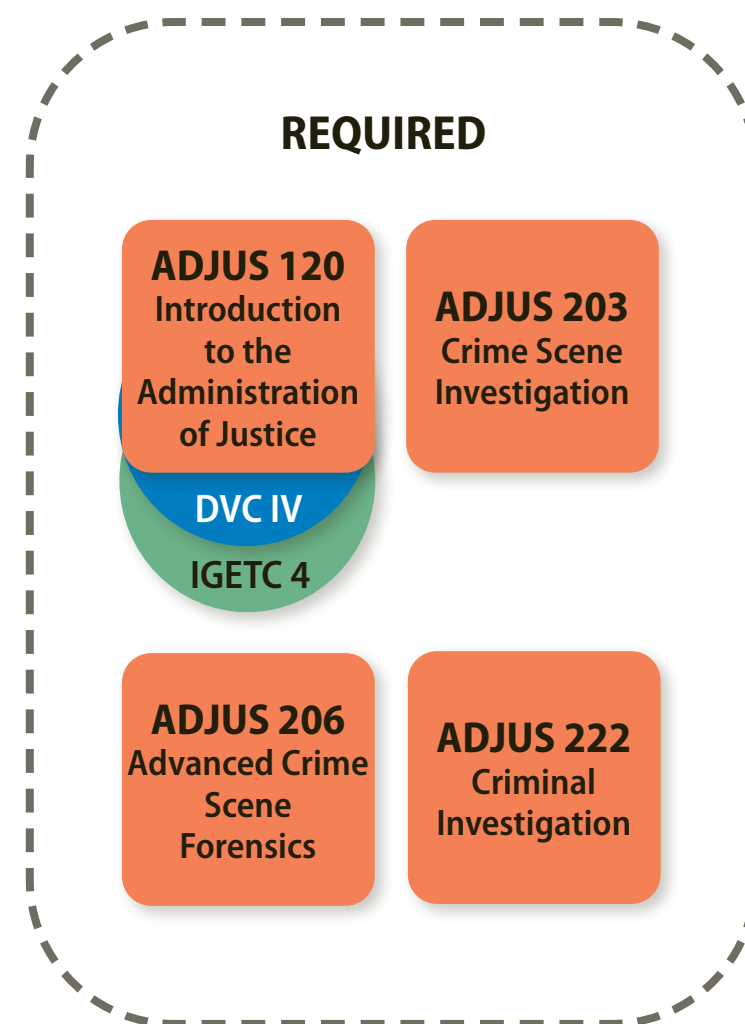 REQUIRED
ADJUS 120
Introduction
to the
Administration
of Justice
DVC IV
IGETC 4
ADJUS 203
Crime Scene
Investigation
ADJUS 206
Advanced Crime
Scene
Forensics
ADJUS 222
Criminal
Investigation